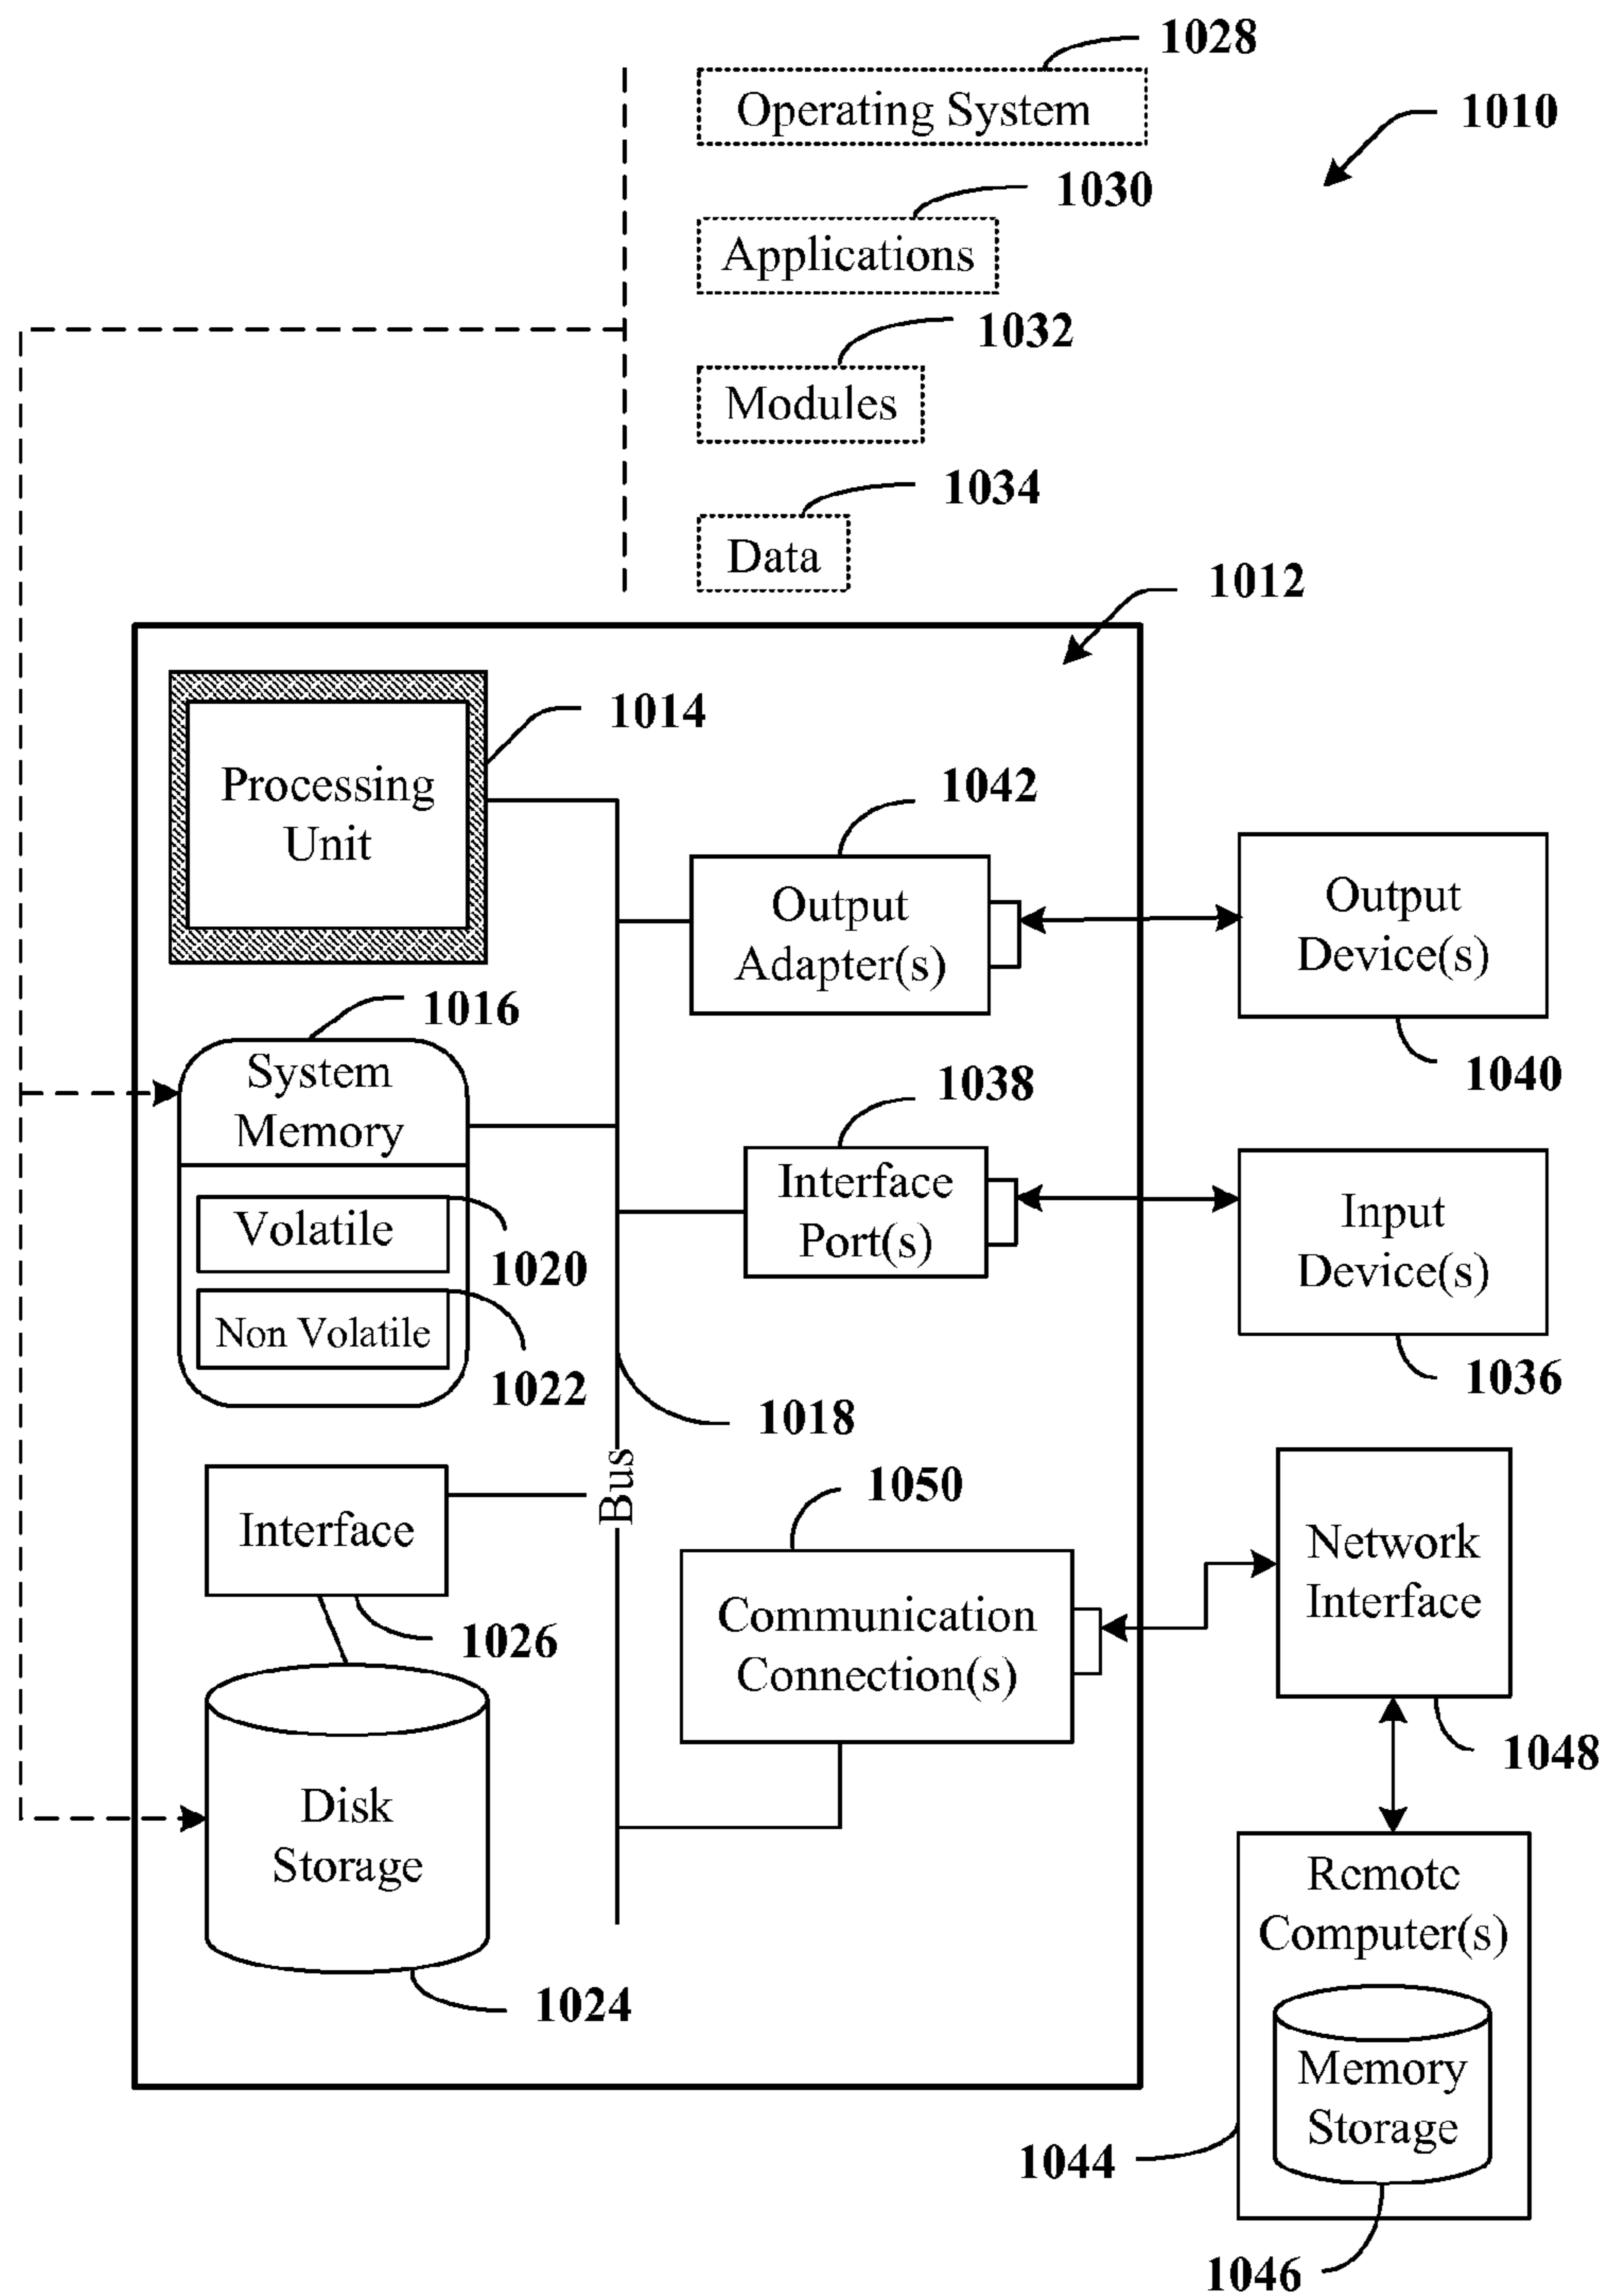 1028
Operating System
1010
1030
Applications
1032
Modules
1034
Data
1012
1014
Processing
Unit
1042
Output
Adapter(s)
Output
Device(s)
1040
1016
System
Memory
1038
Interface
Port(s)
Input
Device(s)
1036
Volatile
1020
Non Volatile
1022
1018
Bus
1050
Interface
1026
Communication
Connection(s)
Network
Interface
1048
Disk
Storage
1024
Remote
Computer(s)
Memory
Storage
1044
1046